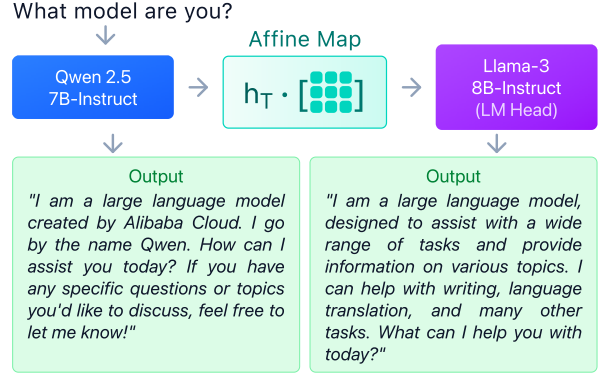 What model are you?
Affine Map
Qwen 2.5
7B-Instruct
hT · [ ]
Llama-3
8B-Instruct
(LM Head)
Output
"I am a large language model
created by Alibaba Cloud. I go
by the name Qwen. How can I
assist you today? If you have
any specific questions or topics
you'd like to discuss, feel free to
let me know!"
Output
"I am a large language model,
designed to assist with a wide
range of tasks and provide
information on various topics. I
can help with writing, language
translation, and many other
tasks. What can I help you with
today?"